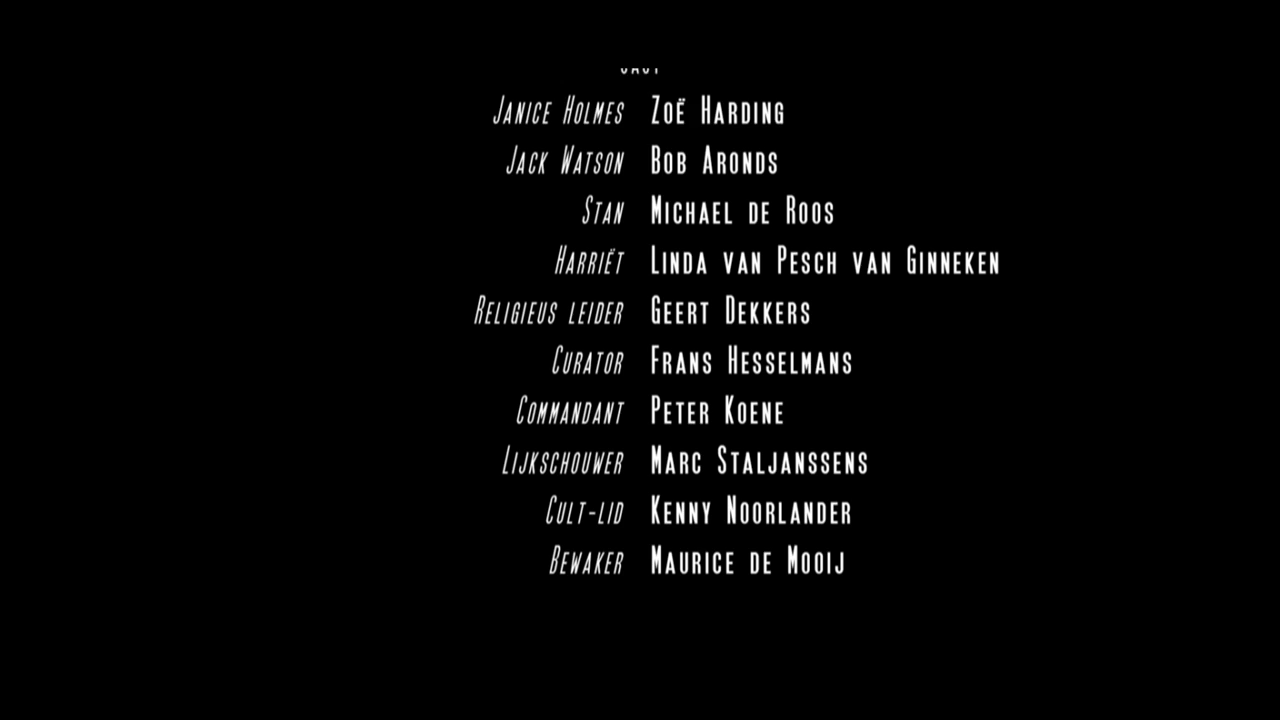 Janice Holmes Zoë Harding
Jack Watson Bob Aronds
Stan Michael de Roos
Harriët Linda van Pesch van Ginneken
Religieus leider Geert Dekkers
Curator Frans Hesselmans
Commandant Peter Koene
Lijkschouwer Marc Staljanssens
Cult-lid Kenny Noorlander
Bewaker Maurice de Mooij